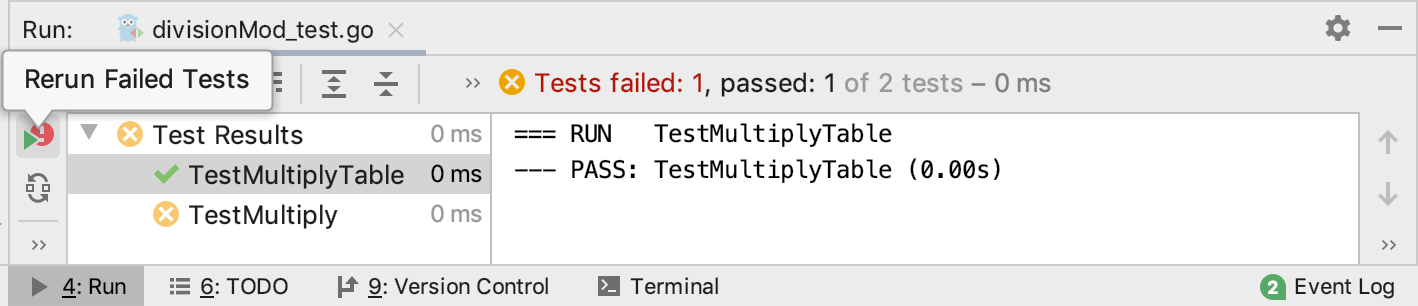 Run: divisionMod_test.go
Rerun Failed Tests
Tests failed: 1, passed: 1 of 2 tests – 0 ms
Test Results 0 ms
TestMultiplyTable 0 ms
TestMultiply 0 ms
=== RUN   TestMultiplyTable
--- PASS: TestMultiplyTable (0.00s)
4: Run 6: TODO 9: Version Control Terminal 2 Event Log